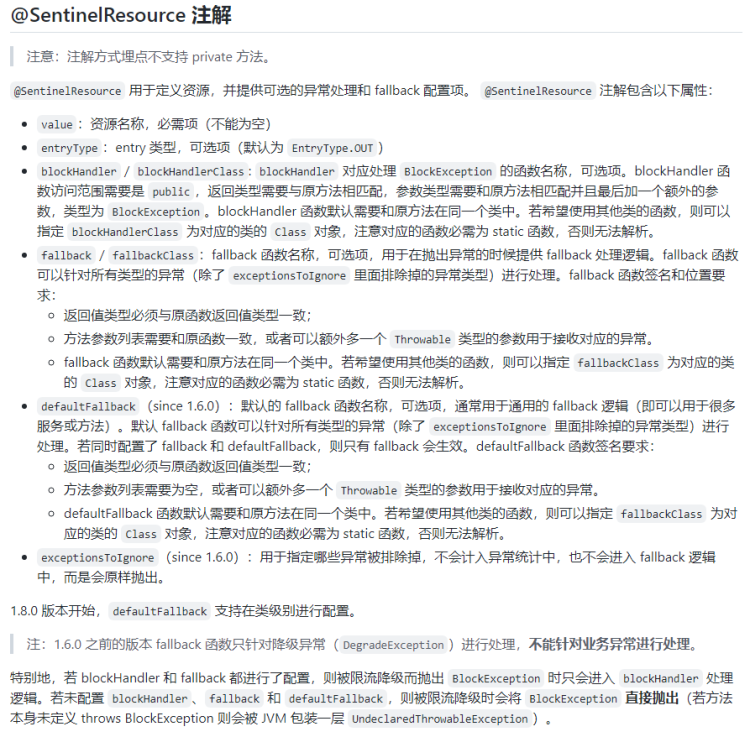 @SentinelResource 注解
注意：注解方式埋点不支持 private 方法。
@SentinelResource 用于定义资源，并提供可选的异常处理和 fallback 配置项。 @SentinelResource 注解包含以下属性：
value：资源名称，必需项（不能为空）
entryType：entry 类型，可选项（默认为 EntryType.OUT）
blockHandler / blockHandlerClass: blockHandler 对应处理 BlockException 的函数名称，可选项。blockHandler 函
数访问范围需要是 public，返回类型需要与原方法相匹配，参数类型需要和原方法相匹配并且最后加一个额外的参
数，类型为 BlockException。blockHandler 函数默认需要和原方法在同一个类中。若希望使用其他类的函数，则可以
指定 blockHandlerClass 为对应的类的 Class 对象，注意对应的函数必需为 static 函数，否则无法解析。
fallback / fallbackClass：fallback 函数名称，可选项，用于在抛出异常的时候提供 fallback 处理逻辑。fallback 函数
可以针对所有类型的异常（除了 exceptionsToIgnore 里面排除掉的异常类型）进行处理。fallback 函数签名和位置要
求：
返回值类型必须与原函数返回值类型一致；
方法参数列表需要和原函数一致，或者可以额外多一个 Throwable 类型的参数用于接收对应的异常。
fallback 函数默认需要和原方法在同一个类中。若希望使用其他类的函数，则可以指定 fallbackClass 为对应的类
的 Class 对象，注意对应的函数必需为 static 函数，否则无法解析。
defaultFallback（since 1.6.0）：默认的 fallback 函数名称，可选项，通常用于通用的 fallback 逻辑（即可以用于很多
服务或方法）。默认 fallback 函数可以针对所有类型的异常（除了 exceptionsToIgnore 里面排除掉的异常类型）进行
处理。若同时配置了 fallback 和 defaultFallback，则只有 fallback 会生效。defaultFallback 函数签名要求：
返回值类型必须与原函数返回值类型一致；
方法参数列表需要为空，或者可以额外多一个 Throwable 类型的参数用于接收对应的异常。
defaultFallback 函数默认需要和原方法在同一个类中。若希望使用其他类的函数，则可以指定 fallbackClass 为对
应的类的 Class 对象，注意对应的函数必需为 static 函数，否则无法解析。
exceptionsToIgnore（since 1.6.0）：用于指定哪些异常被排除掉，不会计入异常统计中，也不会进入 fallback 逻辑
中，而是会原样抛出。
1.8.0 版本开始，defaultFallback 支持在类级别进行配置。
注：1.6.0 之前的版本 fallback 函数只针对降级异常（DegradeException）进行处理，不能针对业务异常进行处理。
特别地，若 blockHandler 和 fallback 都进行了配置，则被限流降级而抛出 BlockException 时只会进入 blockHandler 处理
逻辑。若未配置 blockHandler、fallback 和 defaultFallback，则被限流降级时会将 BlockException 直接抛出（若方法
本身未定义 throws BlockException 则会被 JVM 包装一层 UndeclaredThrowableException）。